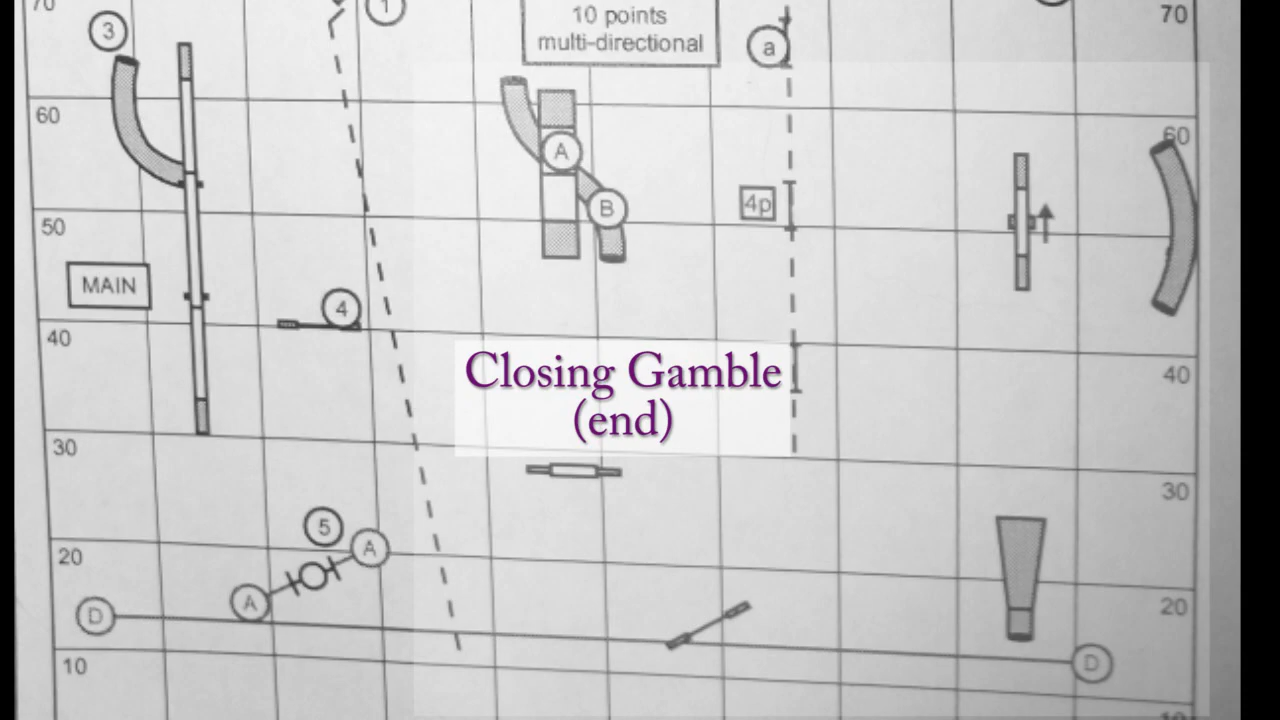 70
3
1
10 points
multi-directional
a
70
60
60
A
4p
B
50
MAIN
4
40
Closing Gamble
(end)
40
30
30
5
A
20
A
D
20
D
10
10